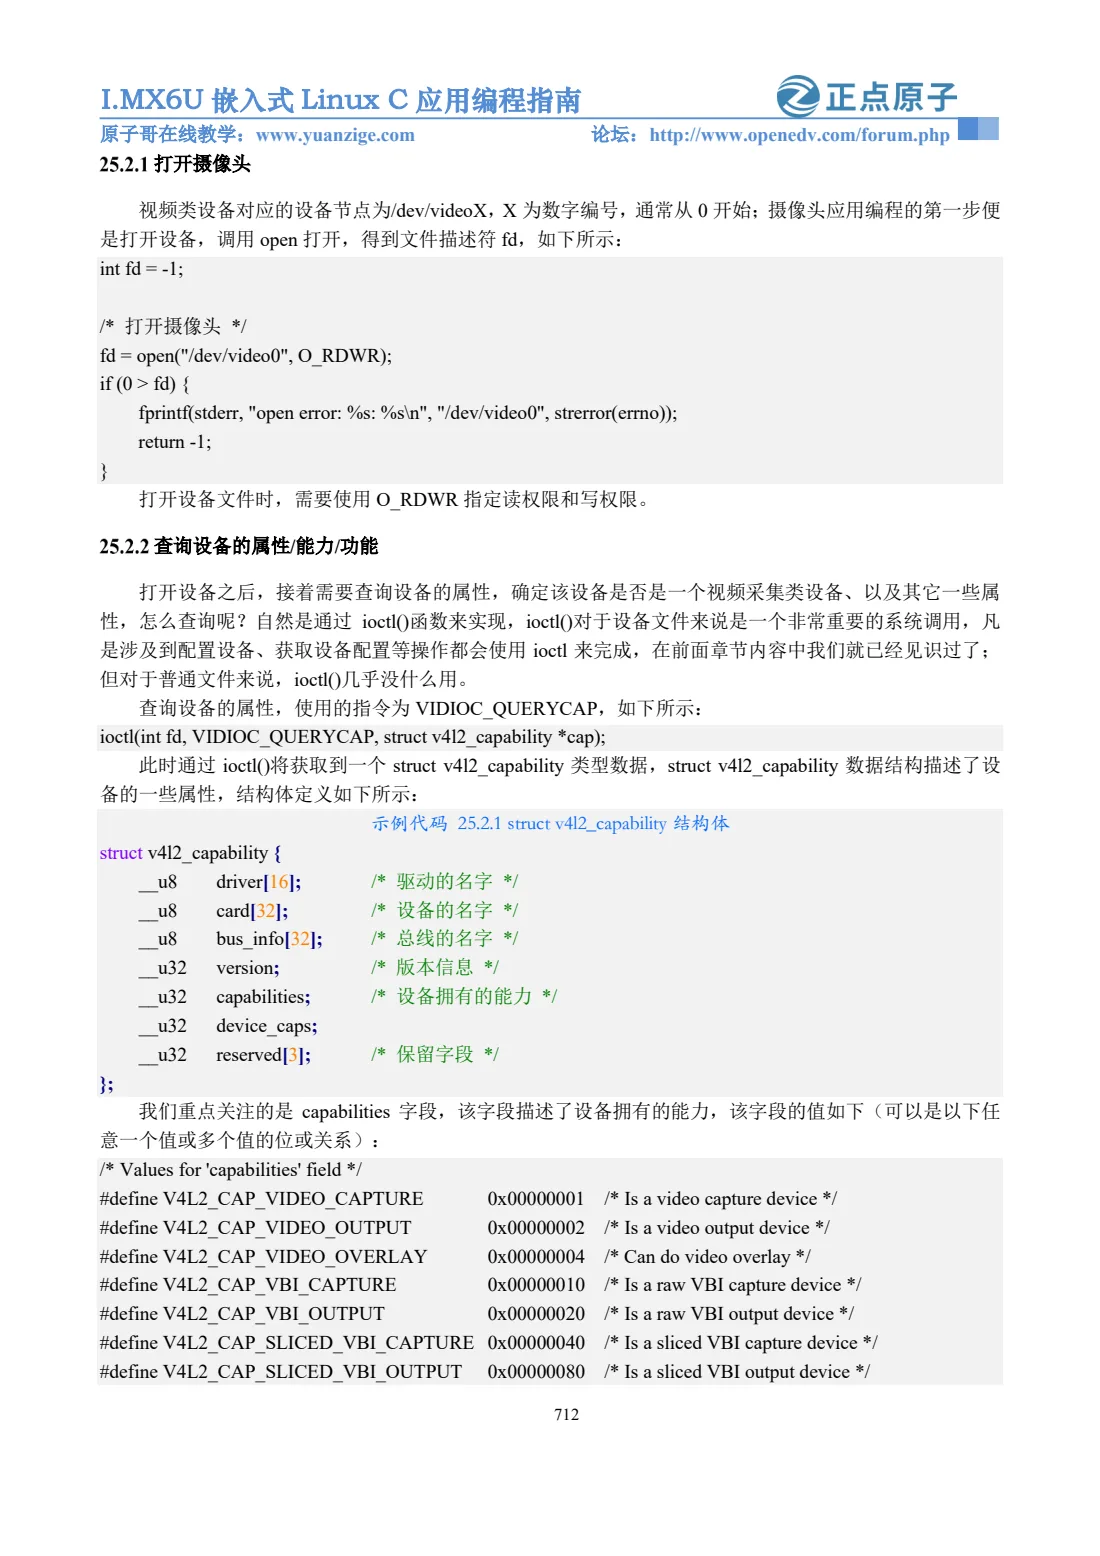 I.MX6U 嵌入式 Linux C 应用编程指南
正点原子
原子哥在线教学：www.yuanzige.com 论坛：http://www.openedv.com/forum.php
25.2.1 打开摄像头
视频类设备对应的设备节点为/dev/videoX，X 为数字编号，通常从 0 开始；摄像头应用编程的第一步便
是打开设备，调用 open 打开，得到文件描述符 fd，如下所示：
int fd = -1;
/* 打开摄像头 */
fd = open("/dev/video0", O_RDWR);
if (0 > fd) {
fprintf(stderr, "open error: %s: %s\n", "/dev/video0", strerror(errno));
return -1;
}
打开设备文件时，需要使用 O_RDWR 指定读权限和写权限。
25.2.2 查询设备的属性/能力/功能
打开设备之后，接着需要查询设备的属性，确定该设备是否是一个视频采集类设备、以及其它一些属
性，怎么查询呢？自然是通过 ioctl()函数来实现，ioctl()对于设备文件来说是一个非常重要的系统调用，凡
是涉及到配置设备、获取设备配置等操作都会使用 ioctl 来完成，在前面章节内容中我们就已经见识过了；
但对于普通文件来说，ioctl()几乎没什么用。
查询设备的属性，使用的指令为 VIDIOC_QUERYCAP，如下所示：
ioctl(int fd, VIDIOC_QUERYCAP, struct v4l2_capability *cap);
此时通过 ioctl()将获取到一个 struct v4l2_capability 类型数据，struct v4l2_capability 数据结构描述了设
备的一些属性，结构体定义如下所示：
示例代码 25.2.1 struct v4l2_capability 结构体
struct v4l2_capability {
__u8 driver[16]; /* 驱动的名字 */
__u8 card[32]; /* 设备的名字 */
__u8 bus_info[32]; /* 总线的名字 */
__u32 version; /* 版本信息 */
__u32 capabilities; /* 设备拥有的能力 */
__u32 device_caps;
__u32 reserved[3]; /* 保留字段 */
};
我们重点关注的是 capabilities 字段，该字段描述了设备拥有的能力，该字段的值如下（可以是以下任
意一个值或多个值的位或关系）：
/* Values for 'capabilities' field */
#define V4L2_CAP_VIDEO_CAPTURE 0x00000001 /* Is a video capture device */
#define V4L2_CAP_VIDEO_OUTPUT 0x00000002 /* Is a video output device */
#define V4L2_CAP_VIDEO_OVERLAY 0x00000004 /* Can do video overlay */
#define V4L2_CAP_VBI_CAPTURE 0x00000010 /* Is a raw VBI capture device */
#define V4L2_CAP_VBI_OUTPUT 0x00000020 /* Is a raw VBI output device */
#define V4L2_CAP_SLICED_VBI_CAPTURE 0x00000040 /* Is a sliced VBI capture device */
#define V4L2_CAP_SLICED_VBI_OUTPUT 0x00000080 /* Is a sliced VBI output device */
712